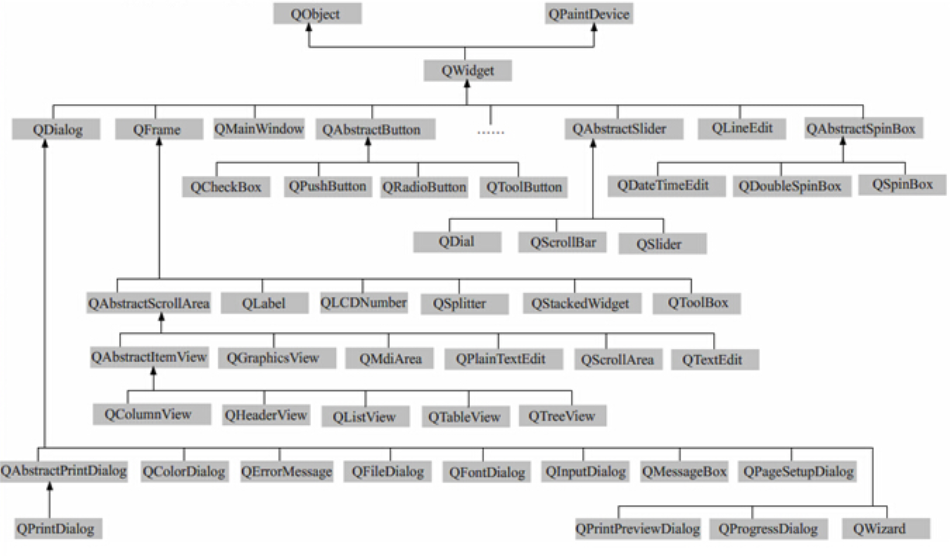 QObject QPaintDevice
QWidget
QDialog QFrame QMainWindow QAbstractButton ...... QAbstractSlider QLineEdit QAbstractSpinBox
QCheckBox QPushButton QRadioButton QToolButton QDateTimeEdit QDoubleSpinBox QSpinBox
QDial QScrollBar QSlider
QAbstractScrollArea QLabel QLCDNumber QSplitter QStackedWidget QToolBox
QAbstractItemView QGraphicsView QMdiArea QPlainTextEdit QScrollArea QTextEdit
QColumnView QHeaderView QListView QTableView QTreeView
QAbstractPrintDialog QColorDialog QErrorMessage QFileDialog QFontDialog QInputDialog QMessageBox QPageSetupDialog
QPrintDialog QPrintPreviewDialog QProgressDialog QWizard